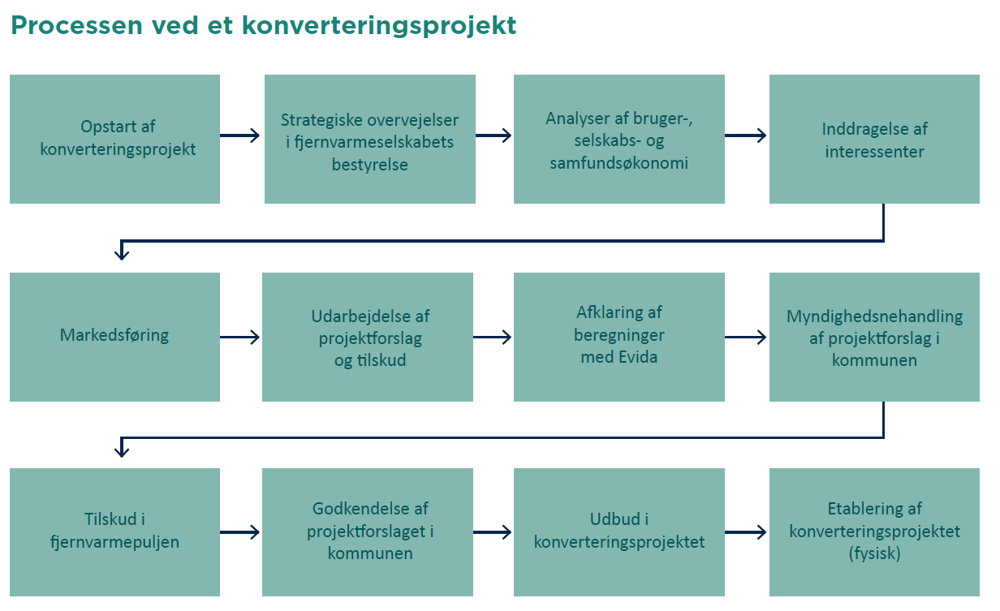 Processen ved et konverteringsprojekt
Opstart af
konverteringsprojekt
Strategiske overvejelser
i fjernvarmeselskabets
bestyrelse
Analyser af bruger-,
selskabs- og
samfundsøkonomi
Inddragelse af
interessenter
Markedsføring
Udarbejdelse af
projektforslag
og tilskud
Afklaring af
beregninger
med Evida
Myndighedsnehandling
af projektforslag i
kommunen
Tilskud i
fjernvarmepuljen
Godkendelse af
projektforslaget i
kommunen
Udbud i
konverteringsprojektet
Etablering af
konverteringsprojektet
(fysisk)